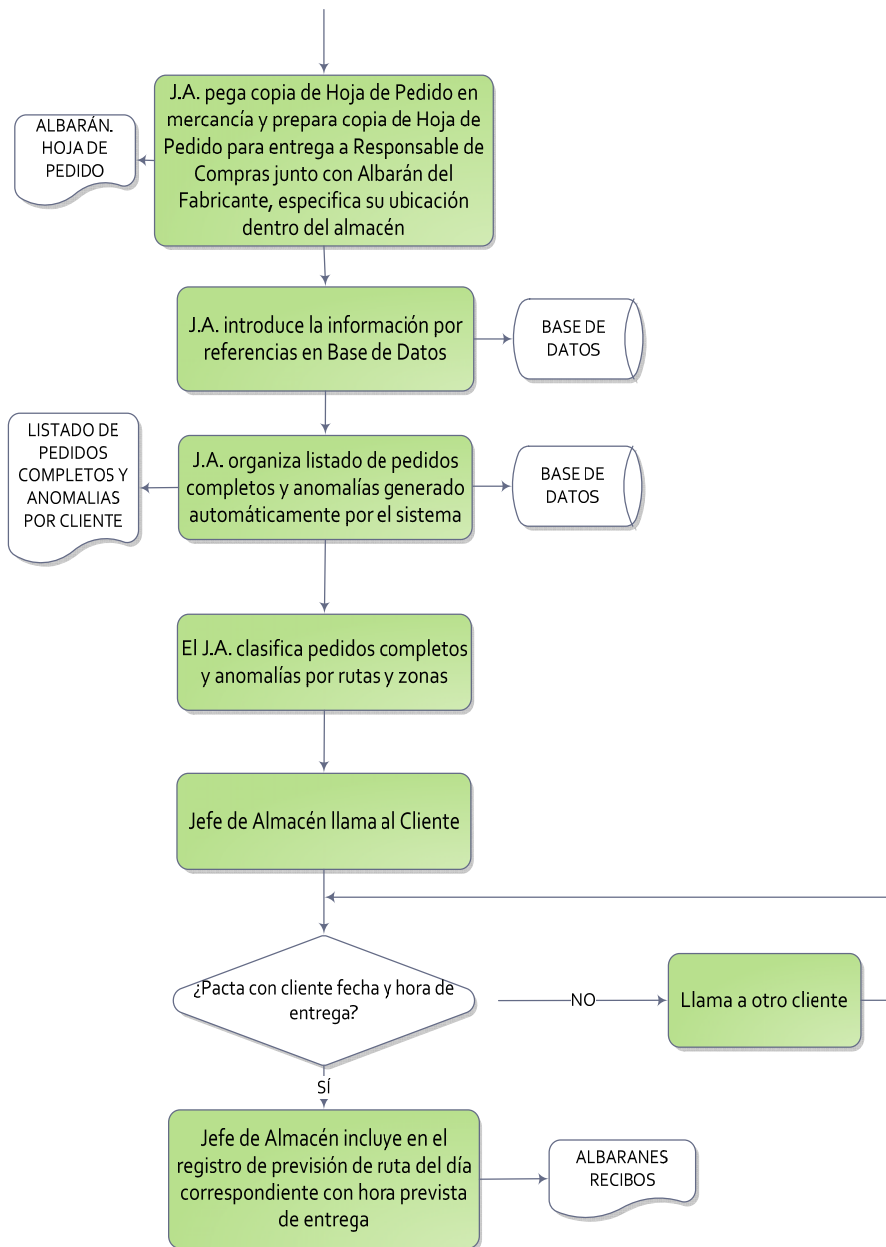 J.A. pega copia de Hoja de Pedido en
mercancía y prepara copia de Hoja de
Pedido para entrega a Responsable de
Compras junto con Albarán del
Fabricante, especifica su ubicación
dentro del almacén
ALBARÁN.
HOJA DE
PEDIDO
J.A. introduce la información por
referencias en Base de Datos
BASE DE
DATOS
LISTADO DE
PEDIDOS
COMPLETOS Y
ANOMALIAS
POR CLIENTE
J.A. organiza listado de pedidos
completos y anomalías generado
automáticamente por el sistema
BASE DE
DATOS
El J.A. clasifica pedidos completos
y anomalías por rutas y zonas
Jefe de Almacén llama al Cliente
¿Pacta con cliente fecha y hora de
entrega?
NO
Llama a otro cliente
SÍ
Jefe de Almacén incluye en el
registro de previsión de ruta del día
correspondiente con hora prevista
de entrega
ALBARANES
RECIBOS